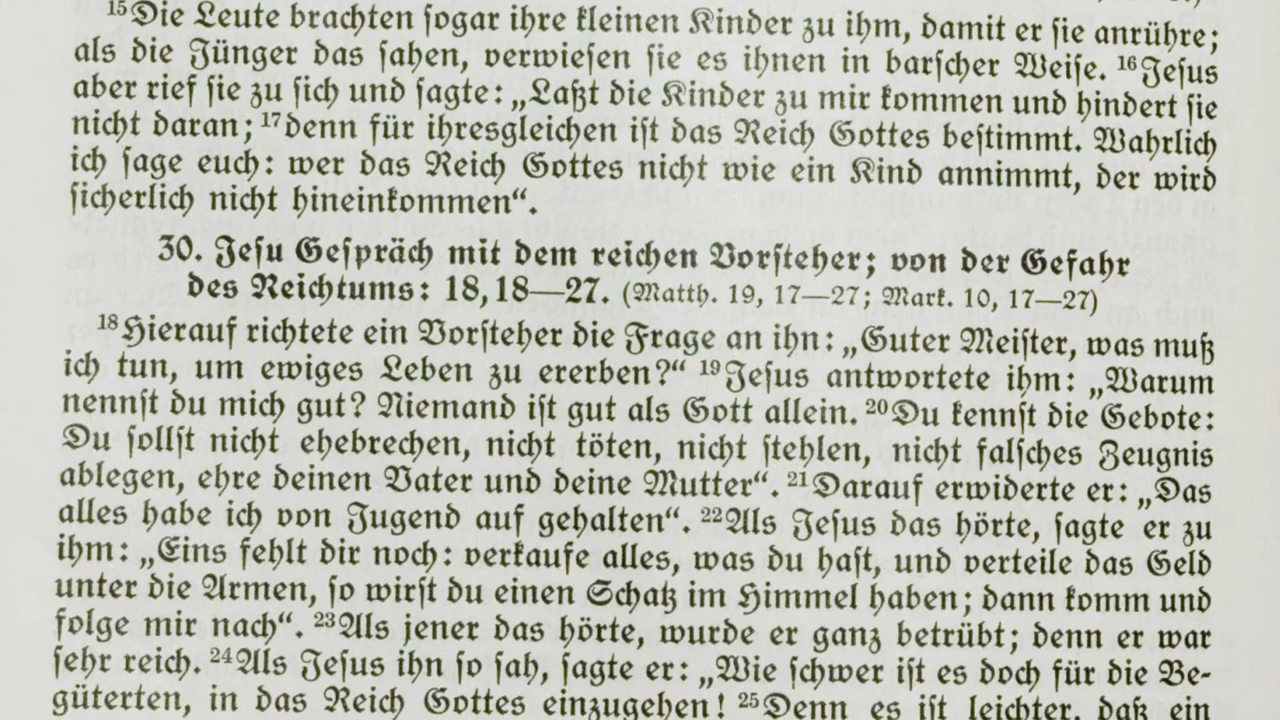 ¹⁵Die Leute brachten ſogar ihre kleinen Kinder zu ihm, damit er ſie anrühre;
als die Jünger das ſahen, verwieſen ſie es ihnen in barſcher Weiſe. ¹⁶Jeſus
aber rief ſie zu ſich und ſagte: „Laßt die Kinder zu mir kommen und hindert ſie
nicht daran; ¹⁷denn für ihresgleichen iſt das Reich Gottes beſtimmt. Wahrlich
ich ſage euch: wer das Reich Gottes nicht wie ein Kind annimmt, der wird
ſicherlich nicht hineinkommen“.
30. Jeſu Geſpräch mit dem reichen Vorſteher; von der Gefahr
des Reichtums: 18, 18—27. (Matth. 19, 17—27; Mark. 10, 17—27)
¹⁸Hierauf richtete ein Vorſteher die Frage an ihn: „Guter Meiſter, was muß
ich tun, um ewiges Leben zu ererben?“ ¹⁹Jeſus antwortete ihm: „Warum
nennſt du mich gut? Niemand iſt gut als Gott allein. ²⁰Du kennſt die Gebote:
Du ſollſt nicht ehebrechen, nicht töten, nicht ſtehlen, nicht falſches Zeugnis
ablegen, ehre deinen Vater und deine Mutter“. ²¹Darauf erwiderte er: „Das
alles habe ich von Jugend auf gehalten“. ²²Als Jeſus das hörte, ſagte er zu
ihm: „Eins fehlt dir noch: verkaufe alles, was du haſt, und verteile das Geld
unter die Armen, ſo wirſt du einen Schatz im Himmel haben; dann komm und
folge mir nach“. ²³Als jener das hörte, wurde er ganz betrübt; denn er war
ſehr reich. ²⁴Als Jeſus ihn ſo ſah, ſagte er: „Wie ſchwer iſt es doch für die Be-
güterten, in das Reich Gottes einzugehen! ²⁵Denn es iſt leichter, daß ein